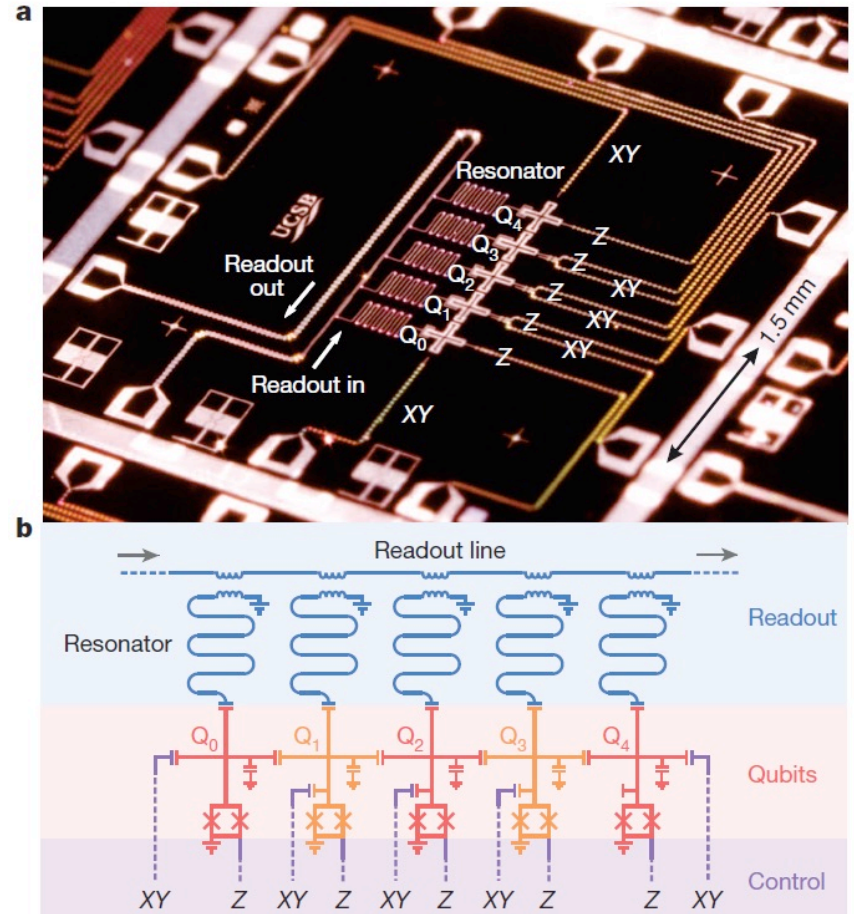 a
XY
Resonator
UCSB
Q4
Z
Q3
Z
Readout
out
Q2
XY
Z
Q1
XY
Z
1.5 mm
Q0
XY
Readout in
Z
XY
b
Readout line
Resonator
Readout
Q0 Q1 Q2 Q3 Q4
Qubits
XY Z XY Z XY Z XY Z Z XY
Control